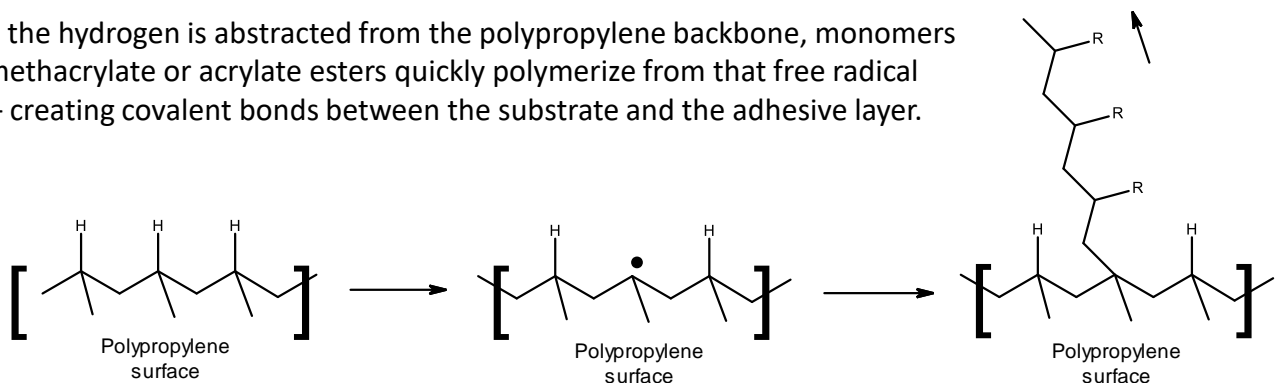 the hydrogen is abstracted from the polypropylene backbone, monomers
methacrylate or acrylate esters quickly polymerize from that free radical
- creating covalent bonds between the substrate and the adhesive layer.
R
R
R
H H H
H H
H H
Polypropylene
surface
Polypropylene
surface
Polypropylene
surface